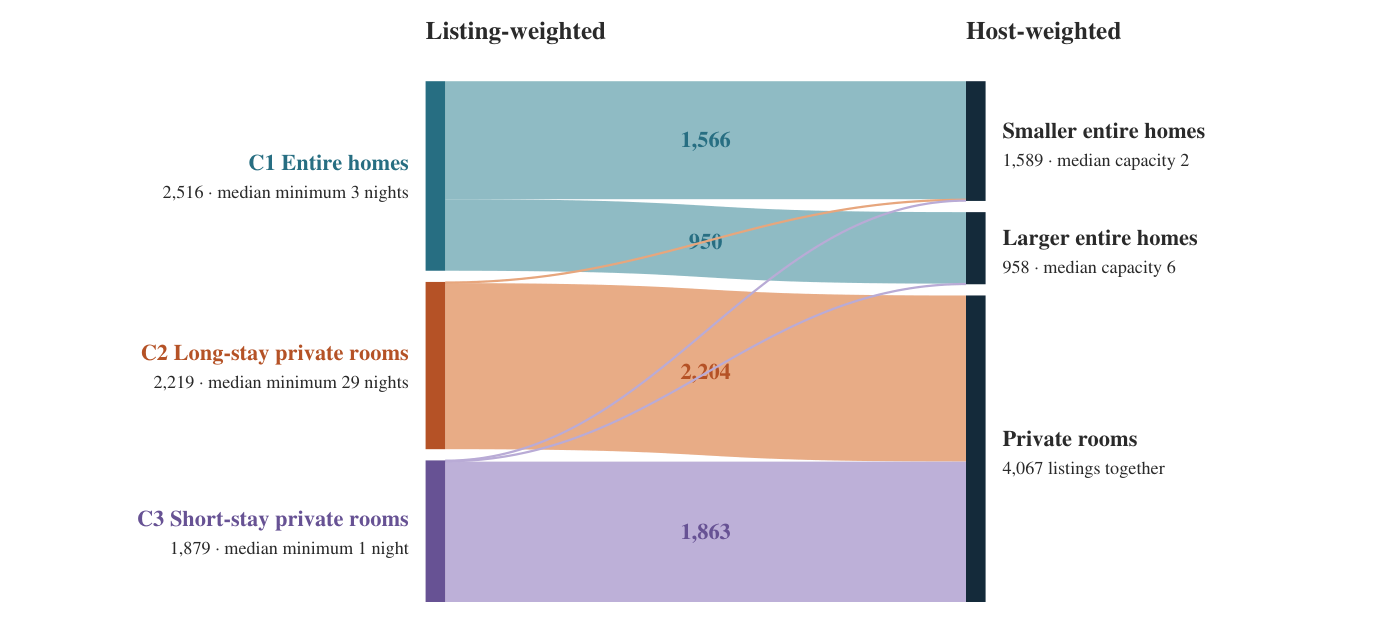 Listing-weighted
Host-weighted
C1 Entire homes
2,516 · median minimum 3 nights
C2 Long-stay private rooms
2,219 · median minimum 29 nights
C3 Short-stay private rooms
1,879 · median minimum 1 night
1,566
950
2,204
1,863
Smaller entire homes
1,589 · median capacity 2
Larger entire homes
958 · median capacity 6
Private rooms
4,067 listings together